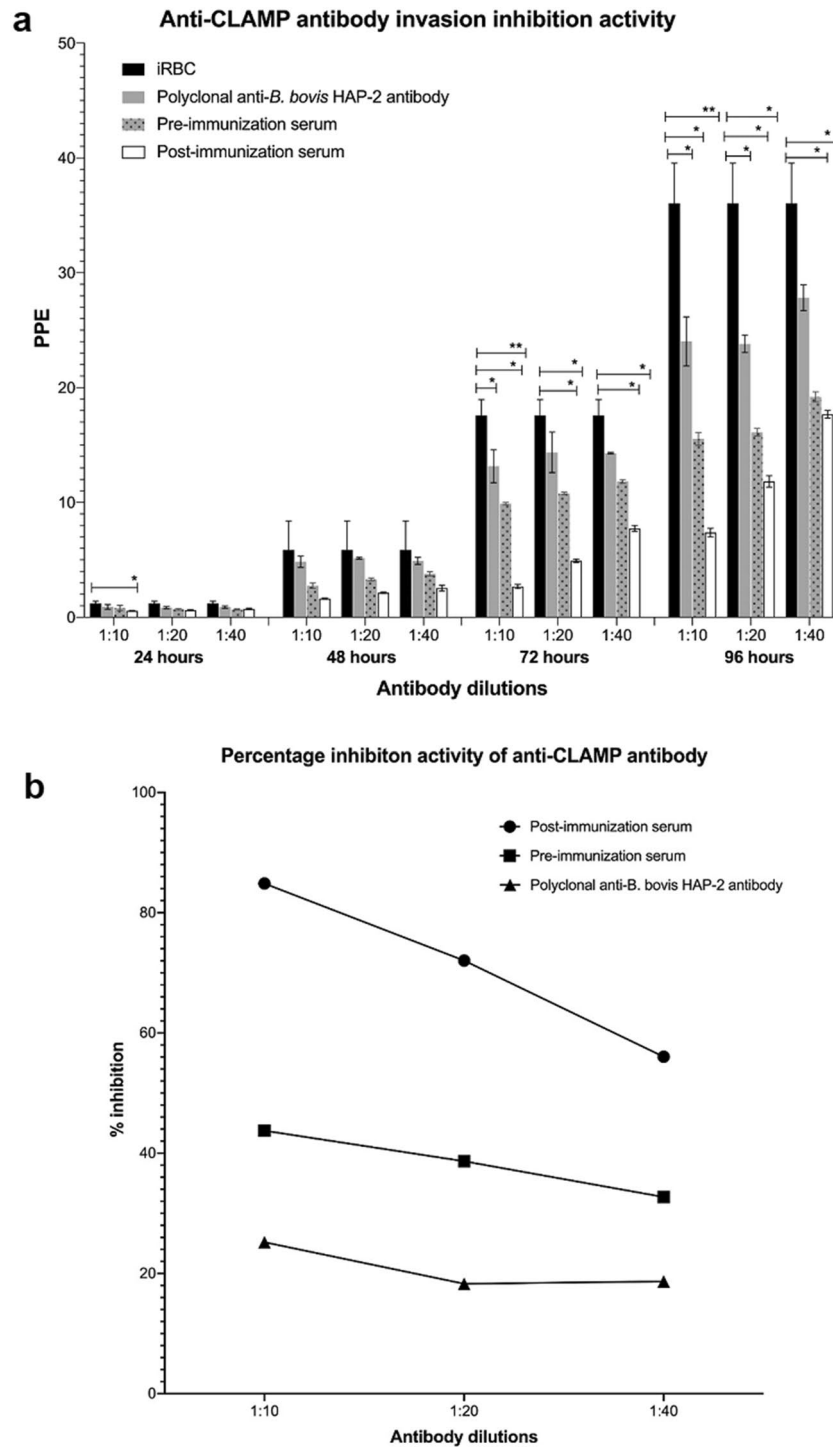 a
Anti-CLAMP antibody invasion inhibition activity
iRBC
Polyclonal anti-B. bovis HAP-2 antibody
Pre-immunization serum
Post-immunization serum
PPE
50
40
30
20
10
0
*
** * *
* *
* *
** * *
* * *
* *
1:10 1:20 1:40 1:10 1:20 1:40 1:10 1:20 1:40 1:10 1:20 1:40
24 hours 48 hours 72 hours 96 hours
Antibody dilutions
b
Percentage inhibiton activity of anti-CLAMP antibody
Post-immunization serum
Pre-immunization serum
Polyclonal anti-B. bovis HAP-2 antibody
% inhibition
100
80
60
40
20
0
1:10 1:20 1:40
Antibody dilutions